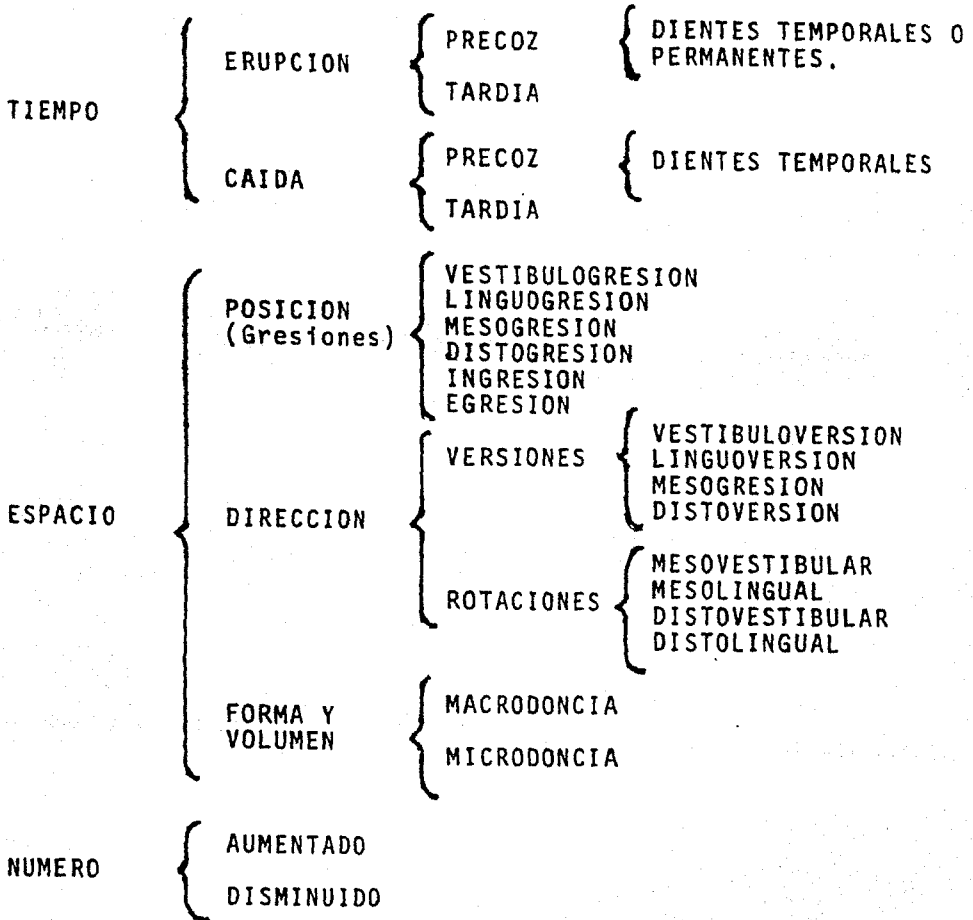 TIEMPO
ERUPCION
PRECOZ
TARDIA
DIENTES TEMPORALES O
PERMANENTES.
CAIDA
PRECOZ
TARDIA
DIENTES TEMPORALES
ESPACIO
POSICION
(Gresiones)
VESTIBULOGRESION
LINGUOGRESION
MESOGRESION
DISTOGRESION
INGRESION
EGRESION
DIRECCION
VERSIONES
VESTIBULOVERSION
LINGUOVERSION
MESOGRESION
DISTOVERSION
ROTACIONES
MESOVESTIBULAR
MESOLINGUAL
DISTOVESTIBULAR
DISTOLINGUAL
FORMA Y
VOLUMEN
MACRODONCIA
MICRODONCIA
NUMERO
AUMENTADO
DISMINUIDO